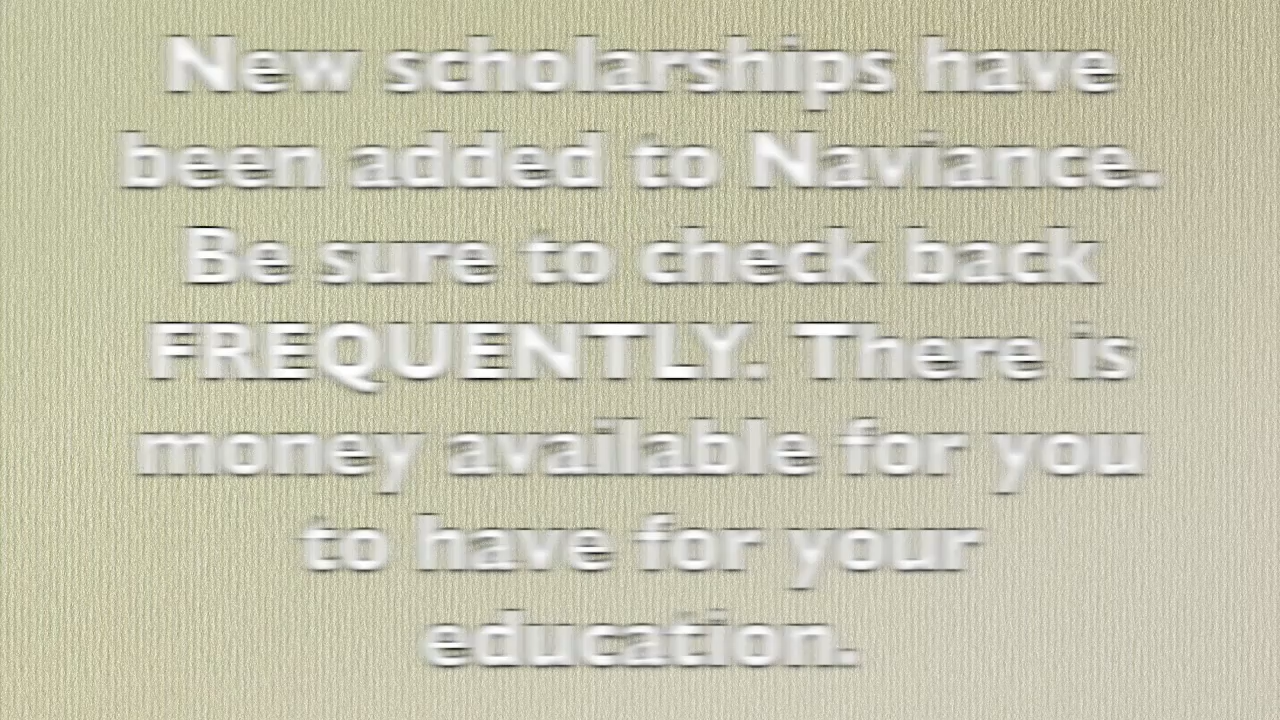 New scholarships have
been added to Naviance.
Be sure to check back
FREQUENTLY. There is
money available for you
to have for your
education.